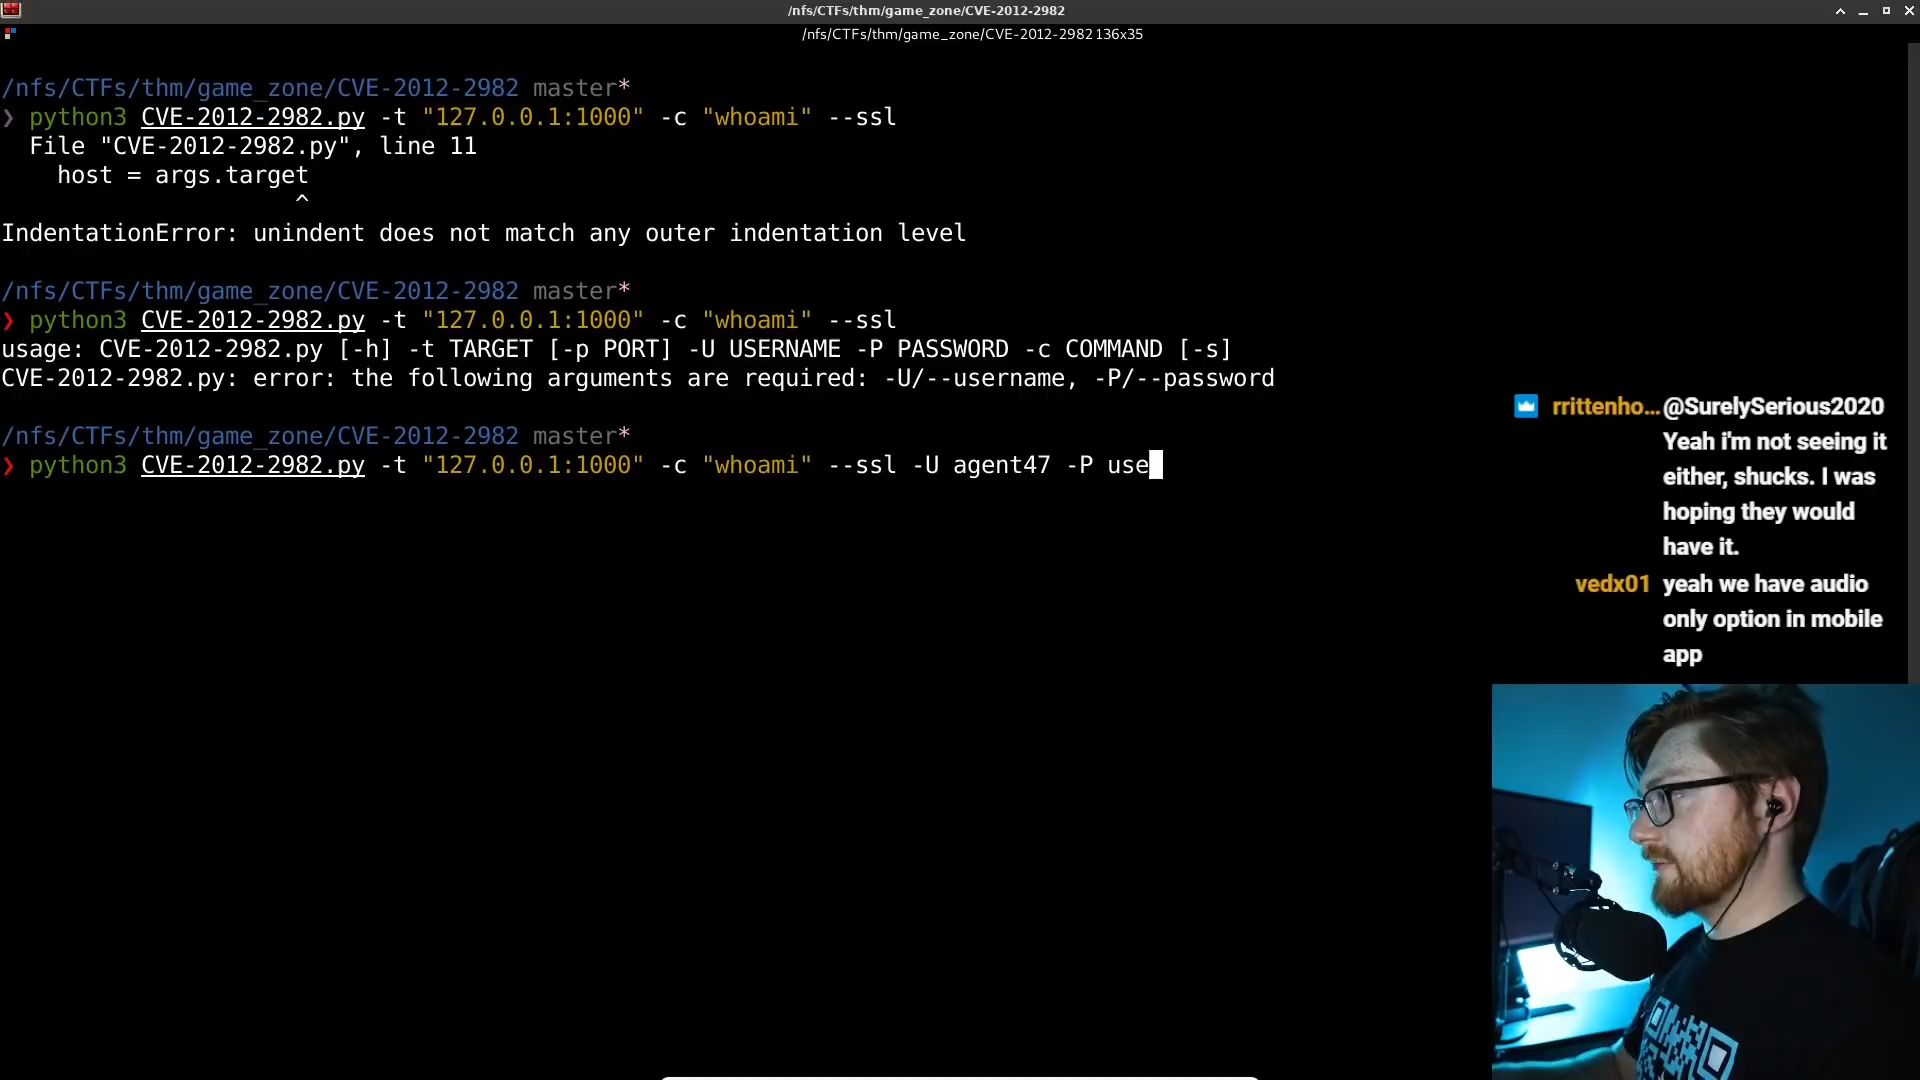 /nfs/CTFs/thm/game_zone/CVE-2012-2982
/nfs/CTFs/thm/game_zone/CVE-2012-2982 136x35
/nfs/CTFs/thm/game_zone/CVE-2012-2982 master*
❯ python3 CVE-2012-2982.py -t "127.0.0.1:1000" -c "whoami" --ssl
File "CVE-2012-2982.py", line 11
host = args.target
^
IndentationError: unindent does not match any outer indentation level
/nfs/CTFs/thm/game_zone/CVE-2012-2982 master*
❯ python3 CVE-2012-2982.py -t "127.0.0.1:1000" -c "whoami" --ssl
usage: CVE-2012-2982.py [-h] -t TARGET [-p PORT] -U USERNAME -P PASSWORD -c COMMAND [-s]
CVE-2012-2982.py: error: the following arguments are required: -U/--username, -P/--password
/nfs/CTFs/thm/game_zone/CVE-2012-2982 master*
❯ python3 CVE-2012-2982.py -t "127.0.0.1:1000" -c "whoami" --ssl -U agent47 -P use
rrittenho... @SurelySerious2020
Yeah i'm not seeing it
either, shucks. I was
hoping they would
have it.
vedx01 yeah we have audio
only option in mobile
app